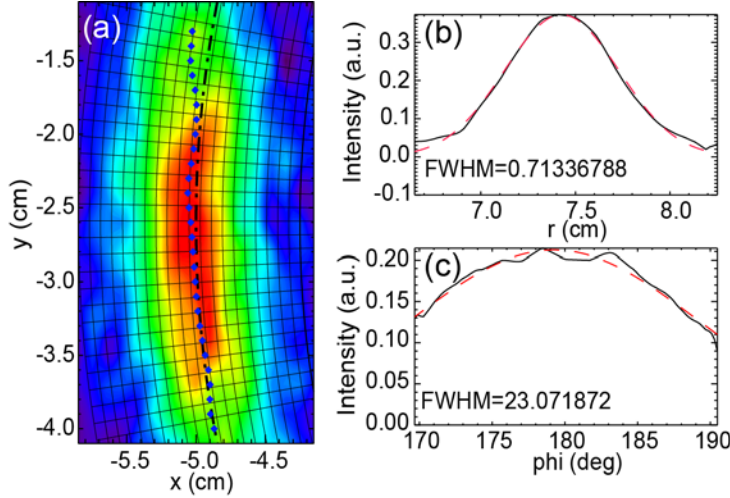 (a)
-1.5
-2.0
-2.5
-3.0
-3.5
-4.0
y (cm)
-5.5 -5.0 -4.5
x (cm)
(b)
0.3
0.2
0.1
0.0
-0.1
Intensity (a.u.)
FWHM=0.71336788
7.0 7.5 8.0
r (cm)
(c)
0.20
0.15
0.10
0.05
0.00
Intensity (a.u.)
FWHM=23.071872
170 175 180 185 190
phi (deg)